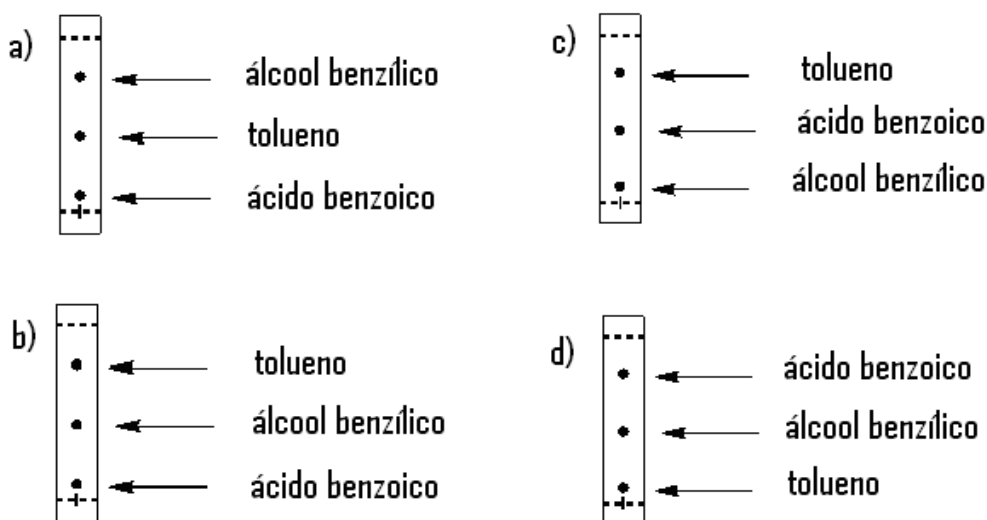 a)
álcool benzílico
tolueno
ácido benzoico
b)
tolueno
álcool benzílico
ácido benzoico
c)
tolueno
ácido benzoico
álcool benzílico
d)
ácido benzoico
álcool benzílico
tolueno